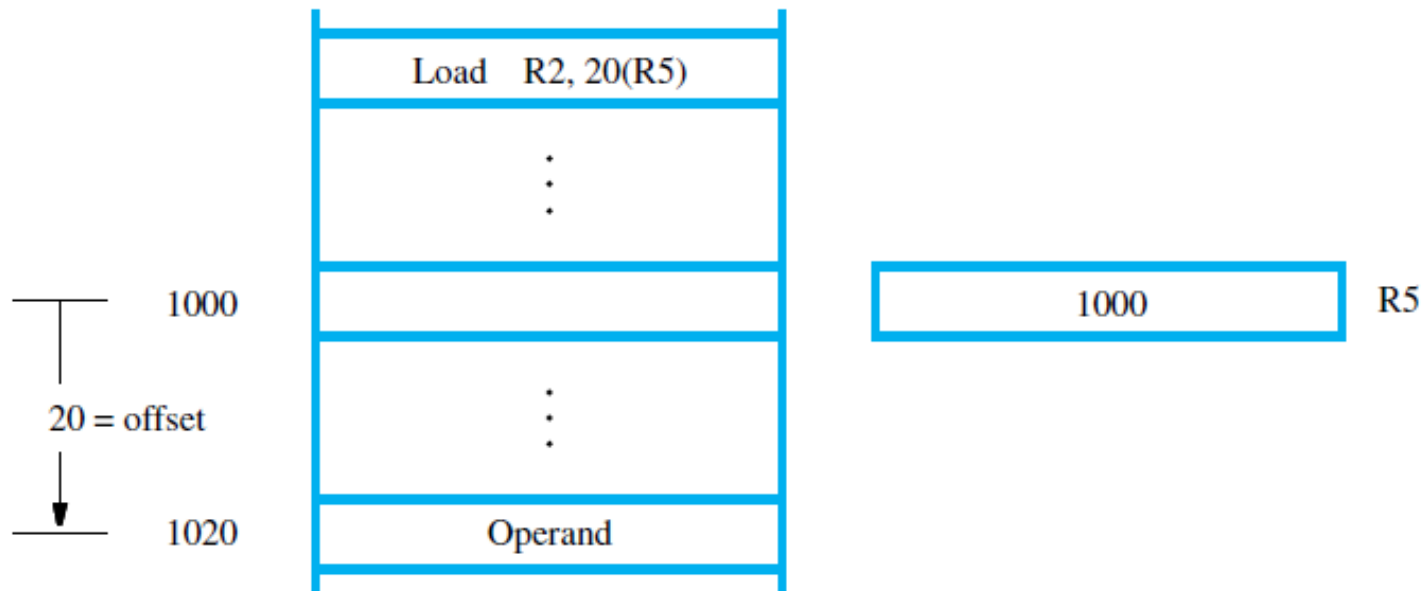 Load R2, 20(R5)
1000
1000
R5
20 = offset
1020
Operand